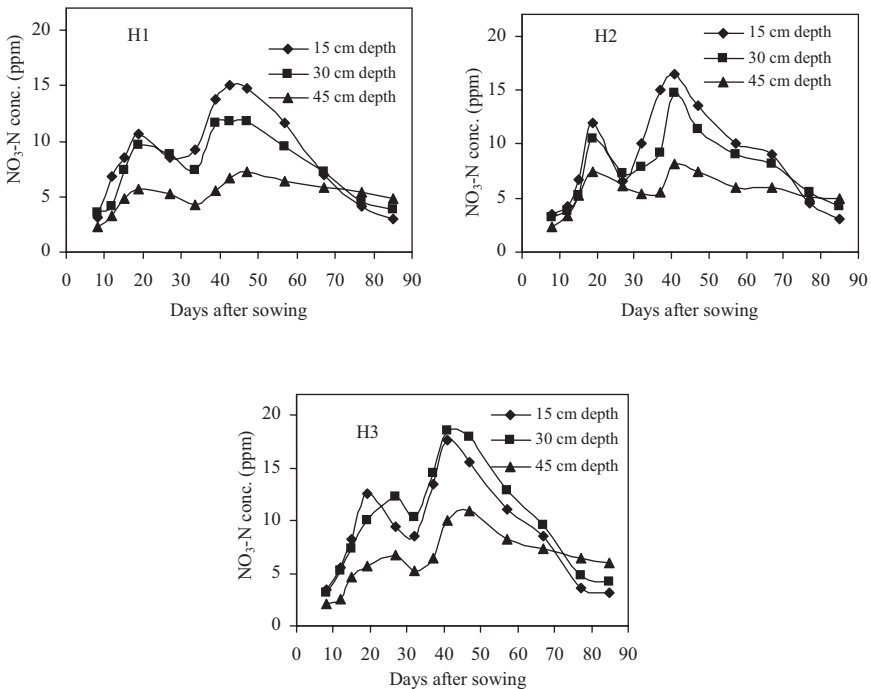 H1
15 cm depth
30 cm depth
45 cm depth
NO₃-N conc. (ppm)
20
15
10
5
0
0 10 20 30 40 50 60 70 80 90
Days after sowing
H2
15 cm depth
30 cm depth
45 cm depth
NO₃-N conc. (ppm)
20
15
10
5
0
0 10 20 30 40 50 60 70 80 90
Days after sowing
H3
15 cm depth
30 cm depth
45 cm depth
NO₃-N conc. (ppm)
20
15
10
5
0
0 10 20 30 40 50 60 70 80 90
Days after sowing